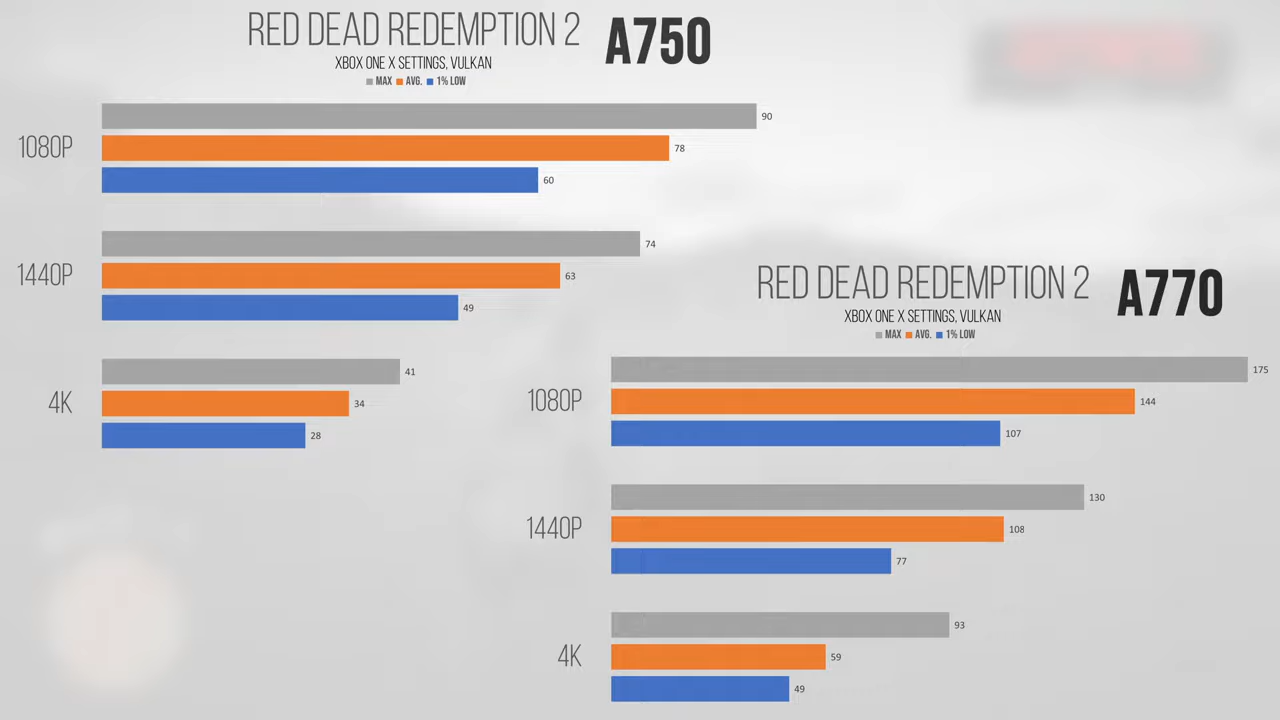 RED DEAD REDEMPTION 2 A750
XBOX ONE X SETTINGS, VULKAN
MAX AVG. 1% LOW
1080P
90
78
60
1440P
74
63
49
4K
41
34
28
RED DEAD REDEMPTION 2 A770
XBOX ONE X SETTINGS, VULKAN
MAX AVG. 1% LOW
1080P
175
144
107
1440P
130
108
77
4K
93
59
49